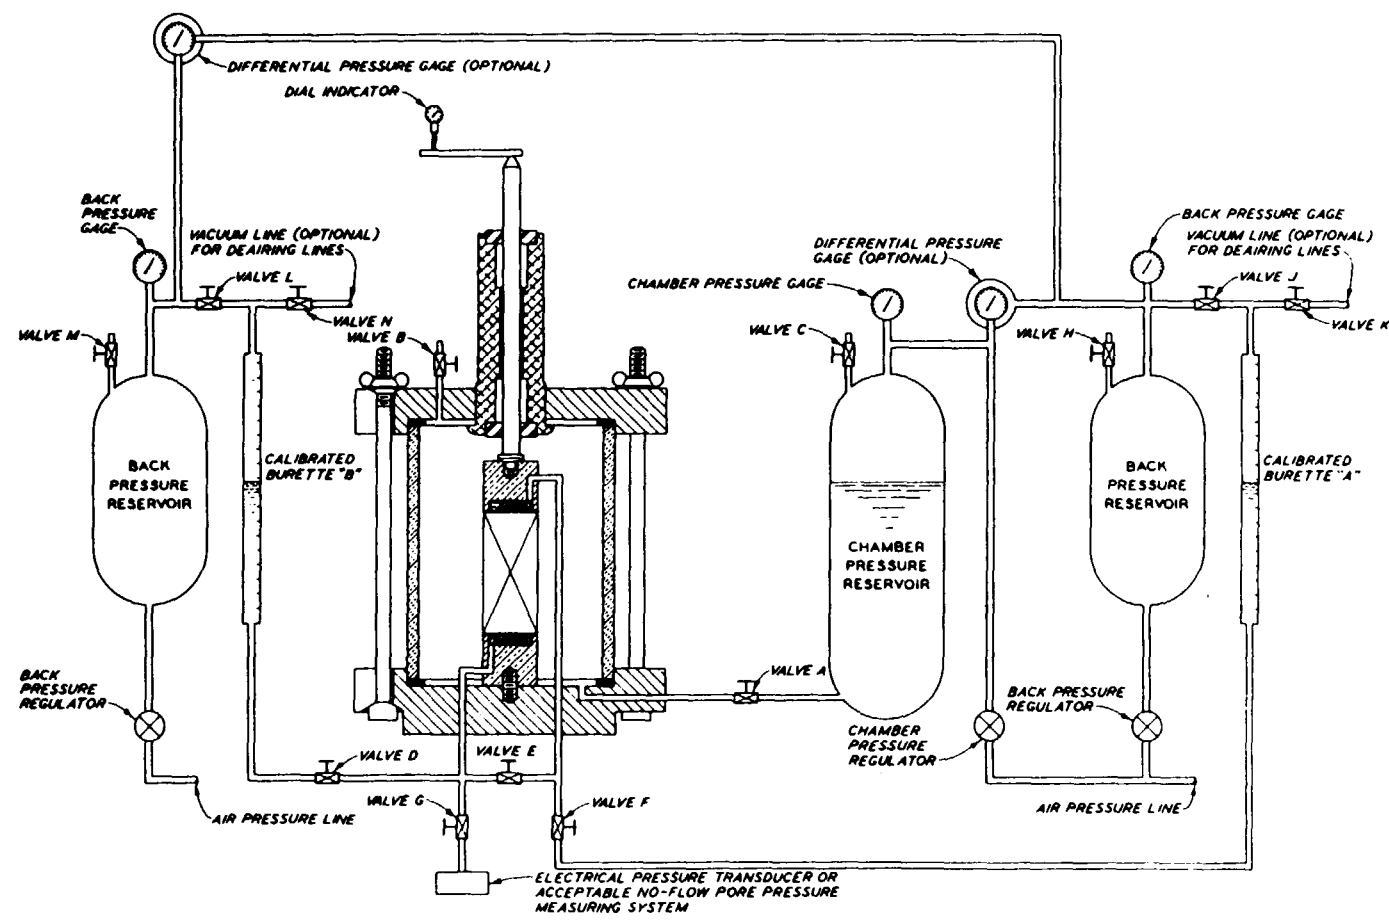 DIFFERENTIAL PRESSURE GAGE (OPTIONAL)
DIAL INDICATOR
BACK
PRESSURE
GAGE
VACUUM LINE (OPTIONAL)
FOR DEAIRING LINES
VALVE L
VALVE N
VALVE B
VALVE M
BACK
PRESSURE
RESERVOIR
CALIBRATED
BURETTE "B"
BACK
PRESSURE
REGULATOR
AIR PRESSURE LINE
VALVE D
VALVE E
VALVE G
VALVE F
ELECTRICAL PRESSURE TRANSDUCER OR
ACCEPTABLE NO-FLOW PORE PRESSURE
MEASURING SYSTEM
VALVE A
CHAMBER PRESSURE GAGE
DIFFERENTIAL PRESSURE
GAGE (OPTIONAL)
VALVE C
CHAMBER
PRESSURE
RESERVOIR
CHAMBER
PRESSURE
REGULATOR
BACK PRESSURE GAGE
VACUUM LINE (OPTIONAL)
FOR DEAIRING LINES
VALVE J
VALVE K
VALVE H
BACK
PRESSURE
RESERVOIR
CALIBRATED
BURETTE "A"
BACK PRESSURE
REGULATOR
AIR PRESSURE LINE